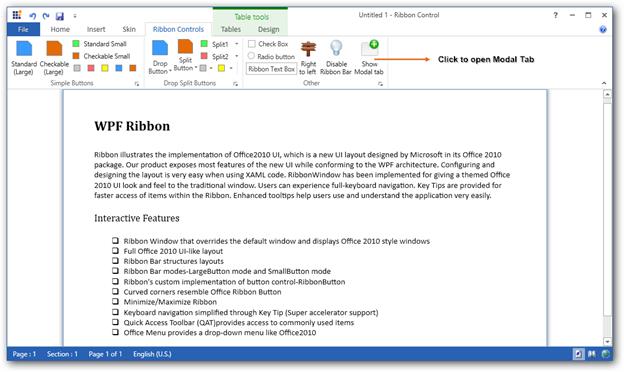 Table tools
Untitled 1 - Ribbon Control
File Home Insert Skin Ribbon Controls Tables Design
Standard (Large)
Checkable (Large)
Standard Small
Checkable Small
Simple Buttons
Drop Button
Split Button
Split1
Split2
Drop Split Buttons
Check Box
Radio button
Ribbon Text Box
Right to left
Disable Ribbon Bar
Show Modal tab
Other
Click to open Modal Tab
WPF Ribbon
Ribbon illustrates the implementation of Office2010 UI, which is a new UI layout designed by Microsoft in its Office 2010
package. Our product exposes most features of the new UI while conforming to the WPF architecture. Configuring and
designing the layout is very easy when using XAML code. RibbonWindow has been implemented for giving a themed Office
2010 UI look and feel to the traditional window. Users can experience full-keyboard navigation. Key Tips are provided for
faster access of items within the Ribbon. Enhanced tooltips help users use and understand the application very easily.
Interactive Features
Ribbon Window that overrides the default window and displays Office 2010 style windows
Full Office 2010 UI-like layout
Ribbon Bar structures layouts
Ribbon Bar modes-LargeButton mode and SmallButton mode
Ribbon's custom implementation of button control-RibbonButton
Curved corners resemble Office Ribbon Button
Minimize/Maximize Ribbon
Keyboard navigation simplified through Key Tip (Super accelerator support)
Quick Access Toolbar (QAT)provides access to commonly used items
Office Menu provides a drop-down menu like Office2010
Page : 1 Section : 1 Page 1 of 1 English (U.S.)